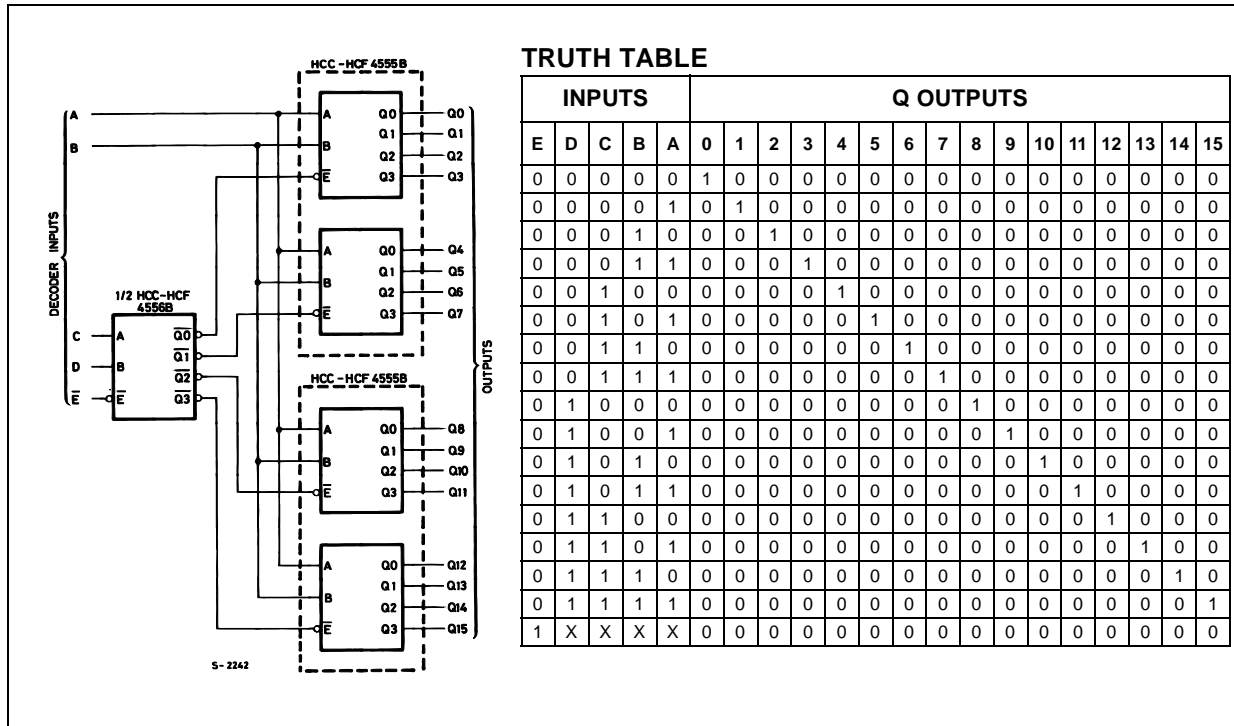 HCC-HCF 4555B
A
B
A
B
E
Q0
Q1
Q2
Q3
Q0
Q1
Q2
Q3
A
B
E
Q0
Q1
Q2
Q3
Q4
Q5
Q6
Q7
DECODER INPUTS
1/2 HCC-HCF
4556B
C
D
E
A
B
E
Q0
Q1
Q2
Q3
OUTPUTS
HCC-HCF 4555B
A
B
E
Q0
Q1
Q2
Q3
Q8
Q9
Q10
Q11
A
B
E
Q0
Q1
Q2
Q3
Q12
Q13
Q14
Q15
S-2242
TRUTH TABLE
INPUTS Q OUTPUTS
E D C B A 0 1 2 3 4 5 6 7 8 9 10 11 12 13 14 15
0 0 0 0 0 1 0 0 0 0 0 0 0 0 0 0 0 0 0 0 0
0 0 0 0 1 0 1 0 0 0 0 0 0 0 0 0 0 0 0 0 0
0 0 0 1 0 0 0 1 0 0 0 0 0 0 0 0 0 0 0 0 0
0 0 0 1 1 0 0 0 1 0 0 0 0 0 0 0 0 0 0 0 0
0 0 1 0 0 0 0 0 0 1 0 0 0 0 0 0 0 0 0 0 0
0 0 1 0 1 0 0 0 0 0 1 0 0 0 0 0 0 0 0 0 0
0 0 1 1 0 0 0 0 0 0 0 1 0 0 0 0 0 0 0 0 0
0 0 1 1 1 0 0 0 0 0 0 0 1 0 0 0 0 0 0 0 0
0 1 0 0 0 0 0 0 0 0 0 0 0 1 0 0 0 0 0 0 0
0 1 0 0 1 0 0 0 0 0 0 0 0 0 1 0 0 0 0 0 0
0 1 0 1 0 0 0 0 0 0 0 0 0 0 0 1 0 0 0 0 0
0 1 0 1 1 0 0 0 0 0 0 0 0 0 0 0 1 0 0 0 0
0 1 1 0 0 0 0 0 0 0 0 0 0 0 0 0 0 1 0 0 0
0 1 1 0 1 0 0 0 0 0 0 0 0 0 0 0 0 0 1 0 0
0 1 1 1 0 0 0 0 0 0 0 0 0 0 0 0 0 0 0 1 0
0 1 1 1 1 0 0 0 0 0 0 0 0 0 0 0 0 0 0 0 1
1 X X X X 0 0 0 0 0 0 0 0 0 0 0 0 0 0 0 0